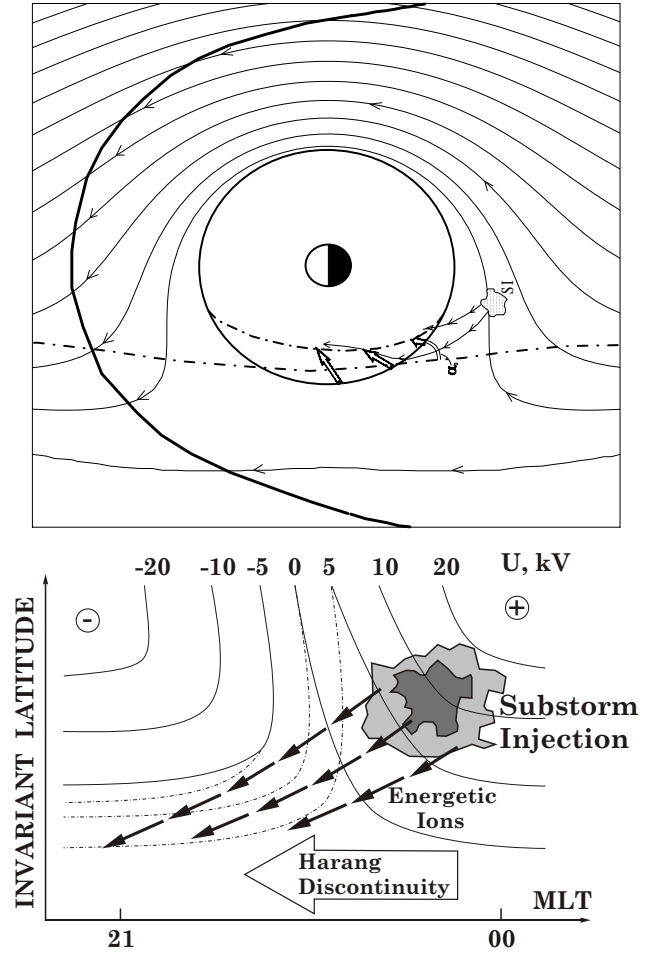 SI
α
-20 -10 -5 0 5 10 20 U, kV
-
+
INVARIANT LATITUDE
Substorm
Injection
Energetic
Ions
Harang
Discontinuity
MLT
21 00